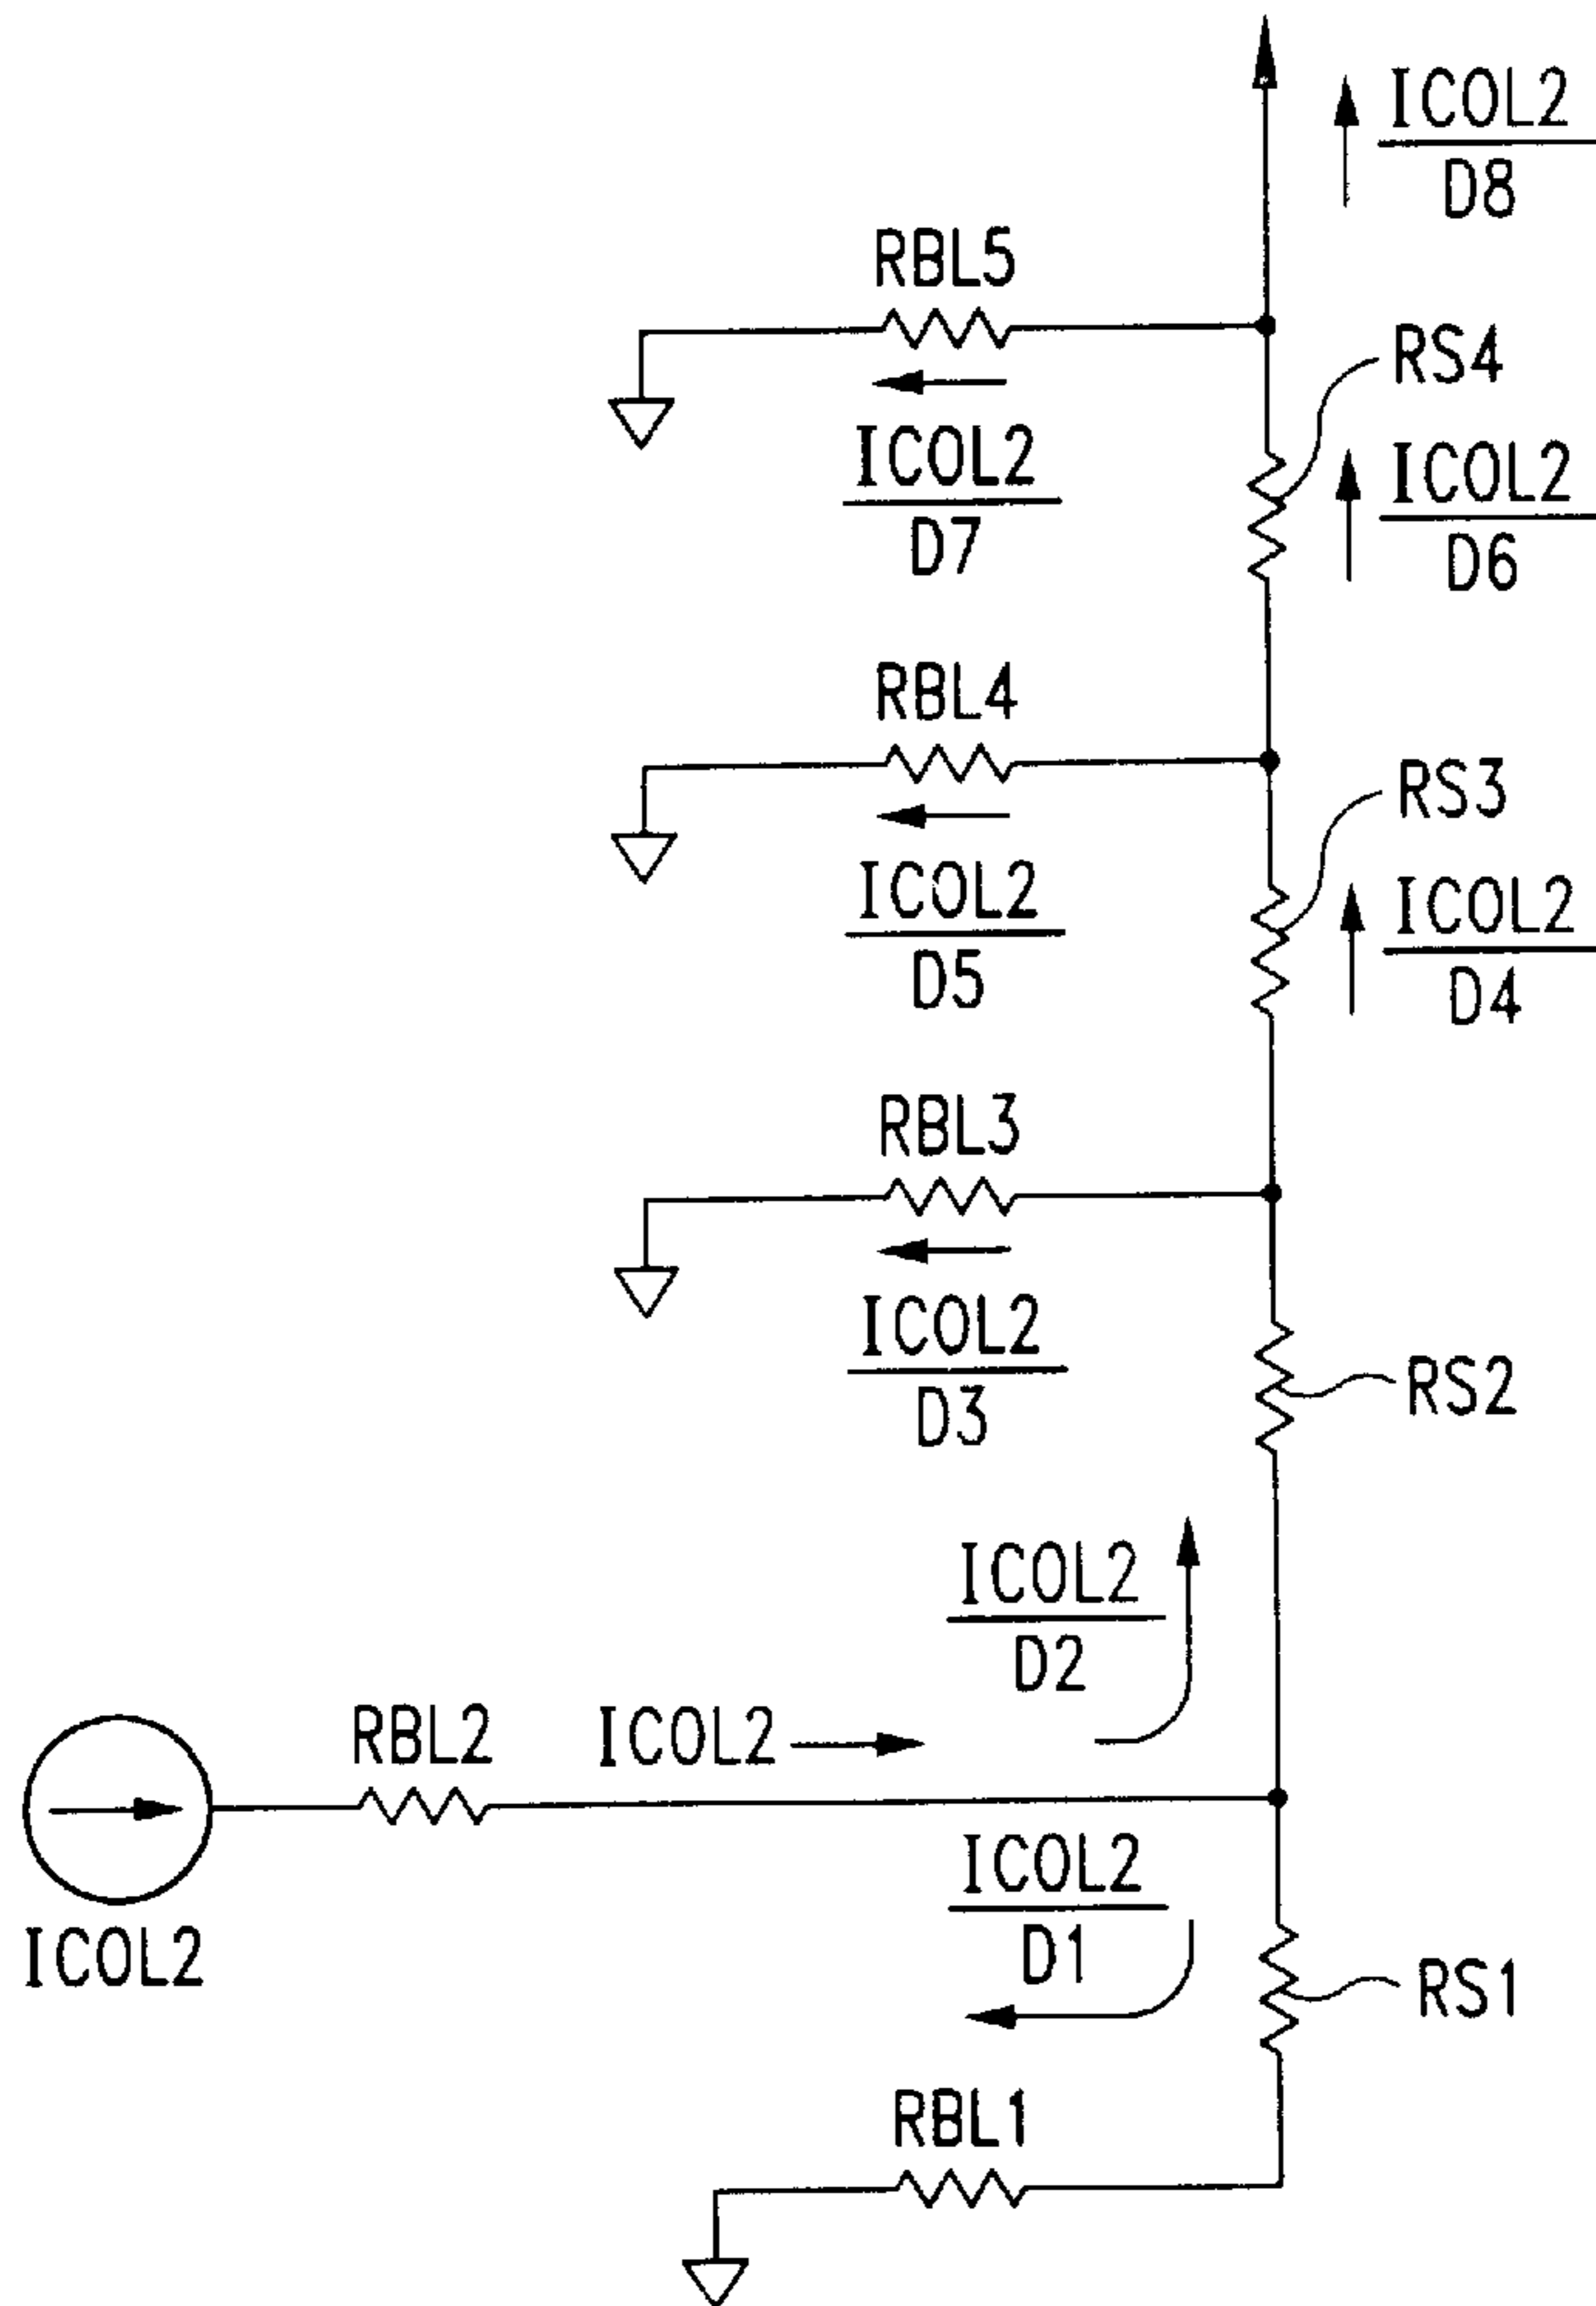 ICOL2
D8
RBL5
RS4
ICOL2
D7
ICOL2
D6
RBL4
RS3
ICOL2
D5
ICOL2
D4
RBL3
ICOL2
D3
RS2
ICOL2
D2
RBL2
ICOL2
ICOL2
D1
ICOL2
RS1
RBL1